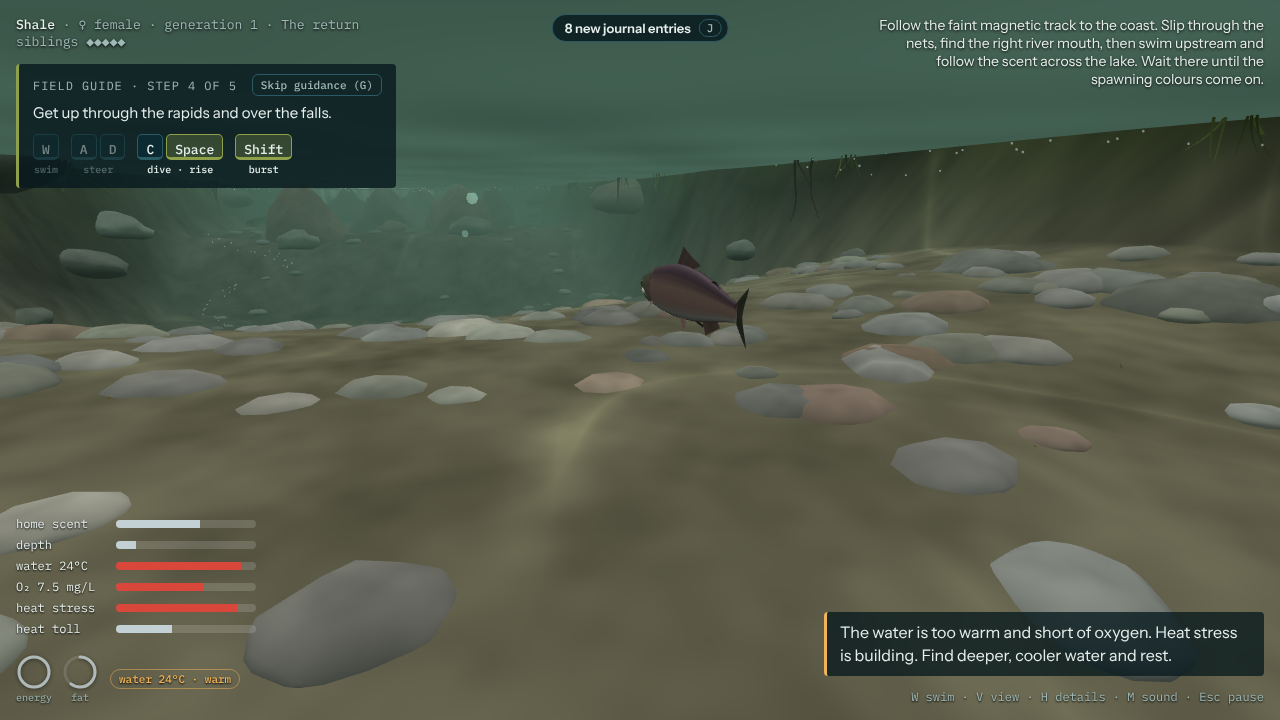 Shale · ♀ female · generation 1 · The return
siblings ◆◆◆◆◆
8 new journal entries J
Follow the faint magnetic track to the coast. Slip through the
nets, find the right river mouth, then swim upstream and
follow the scent across the lake. Wait there until the
spawning colours come on.
FIELD GUIDE · STEP 4 OF 5 Skip guidance (G)
Get up through the rapids and over the falls.
W A D C Space Shift
swim steer dive · rise burst
home scent
depth
water 24°C
O₂ 7.5 mg/L
heat stress
heat toll
energy fat water 24°C · warm
The water is too warm and short of oxygen. Heat stress
is building. Find deeper, cooler water and rest.
W swim · V view · H details · M sound · Esc pause